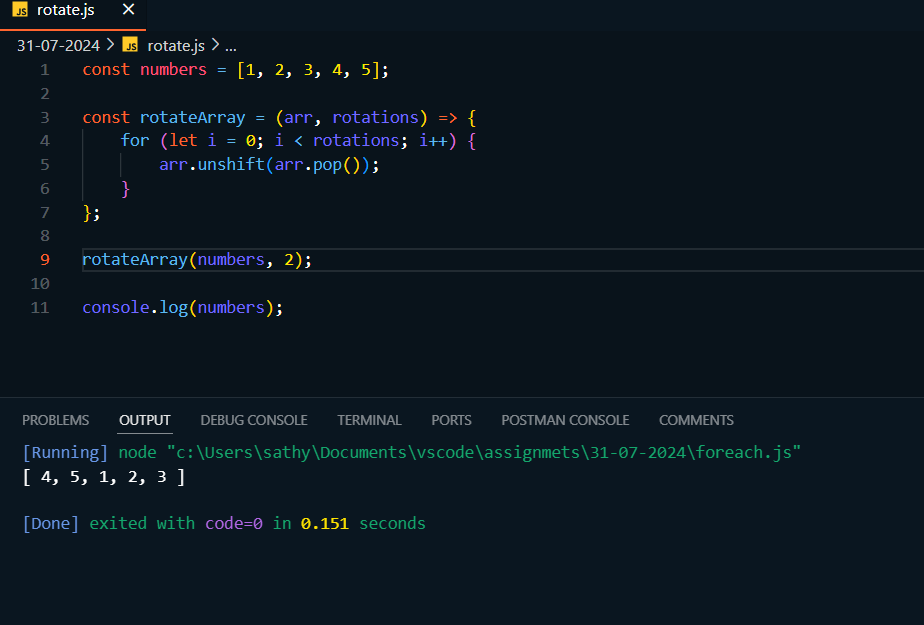 JS rotate.js ×
31-07-2024 > JS rotate.js > ...
1 const numbers = [1, 2, 3, 4, 5];
2
3 const rotateArray = (arr, rotations) => {
4 for (let i = 0; i < rotations; i++) {
5 arr.unshift(arr.pop());
6 }
7 };
8
9 rotateArray(numbers, 2);
10
11 console.log(numbers);
PROBLEMS OUTPUT DEBUG CONSOLE TERMINAL PORTS POSTMAN CONSOLE COMMENTS
[Running] node "c:\Users\sathy\Documents\vscode\assignmets\31-07-2024\foreach.js"
[ 4, 5, 1, 2, 3 ]
[Done] exited with code=0 in 0.151 seconds